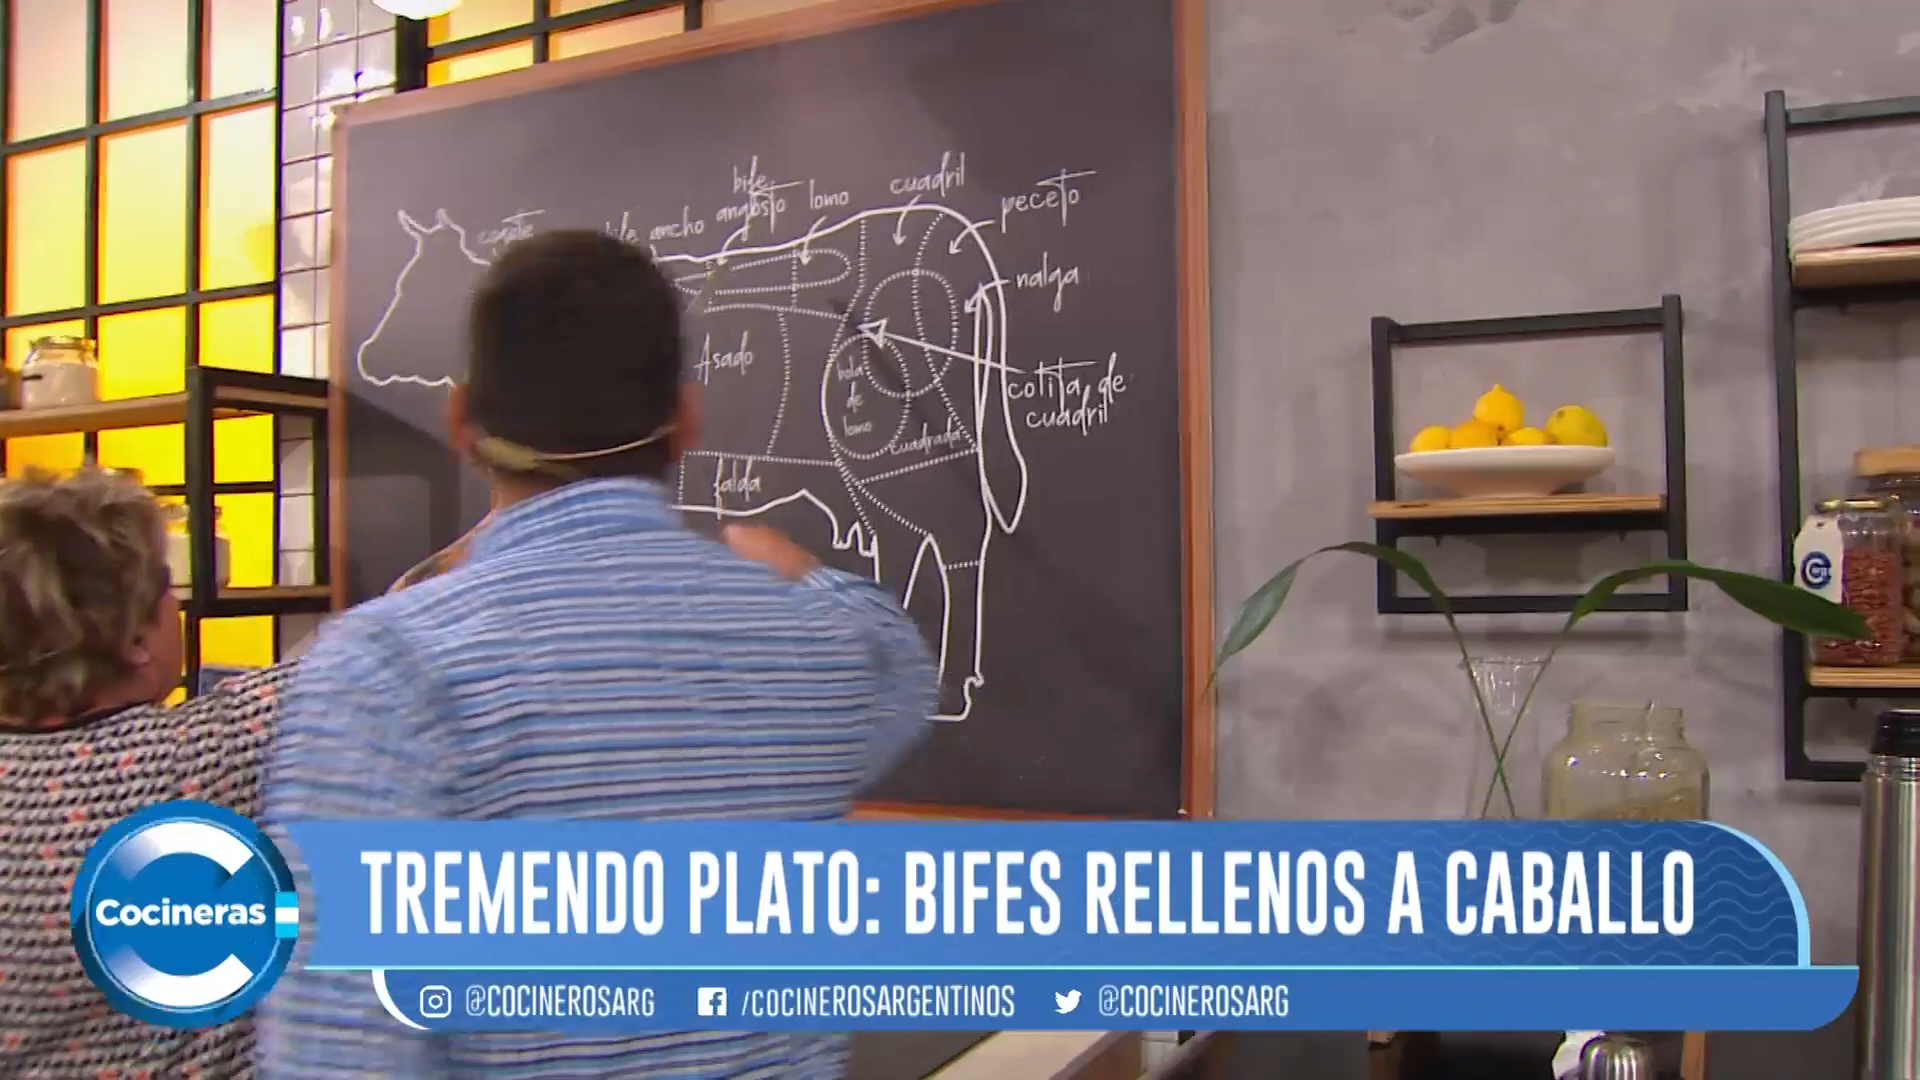 bife
angosto
lomo
cuadril
peceto
ancho
nalga
Asado
bola
de
lomo
colita de
cuadril
cuadrada
falda
TREMENDO PLATO: BIFES RELLENOS A CABALLO
Cocineras
@COCINEROSARG /COCINEROSARGENTINOS @COCINEROSARG